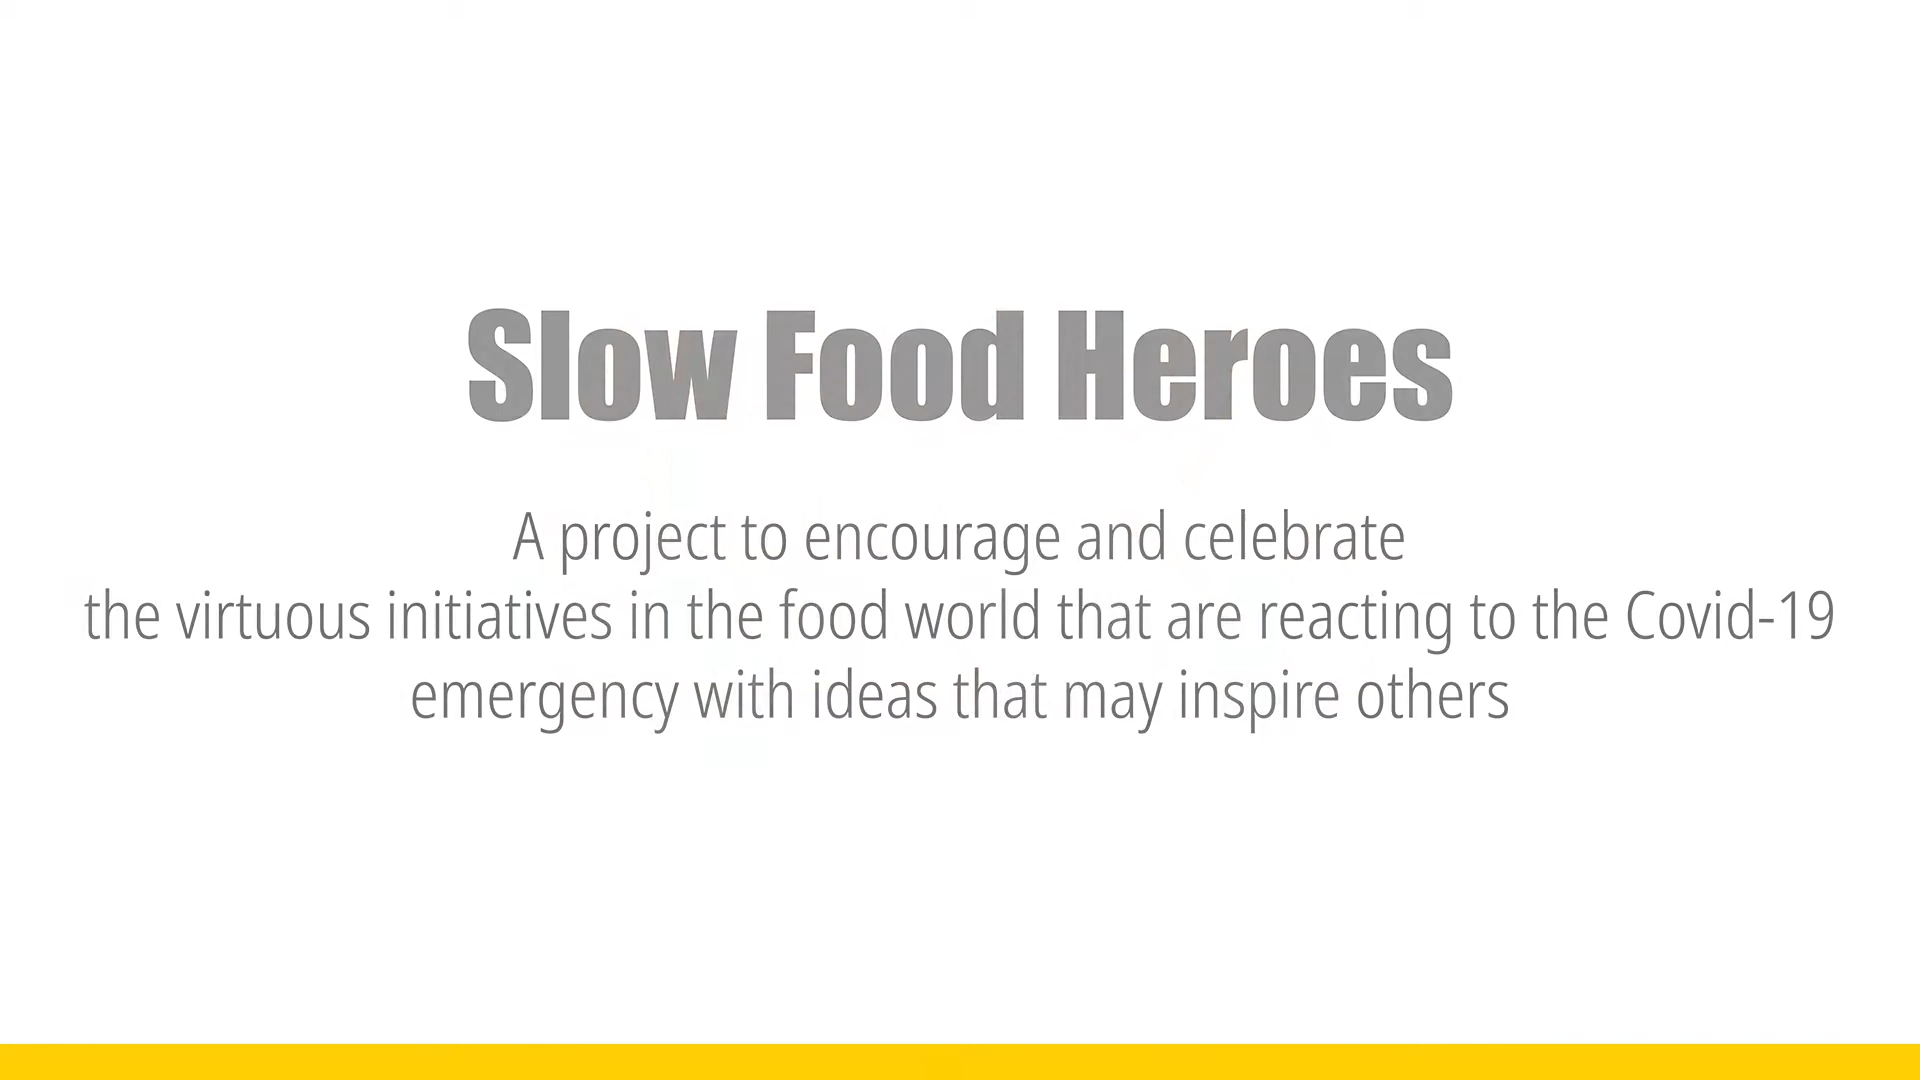 Slow Food Heroes
A project to encourage and celebrate
the virtuous initiatives in the food world that are reacting to the Covid-19
emergency with ideas that may inspire others